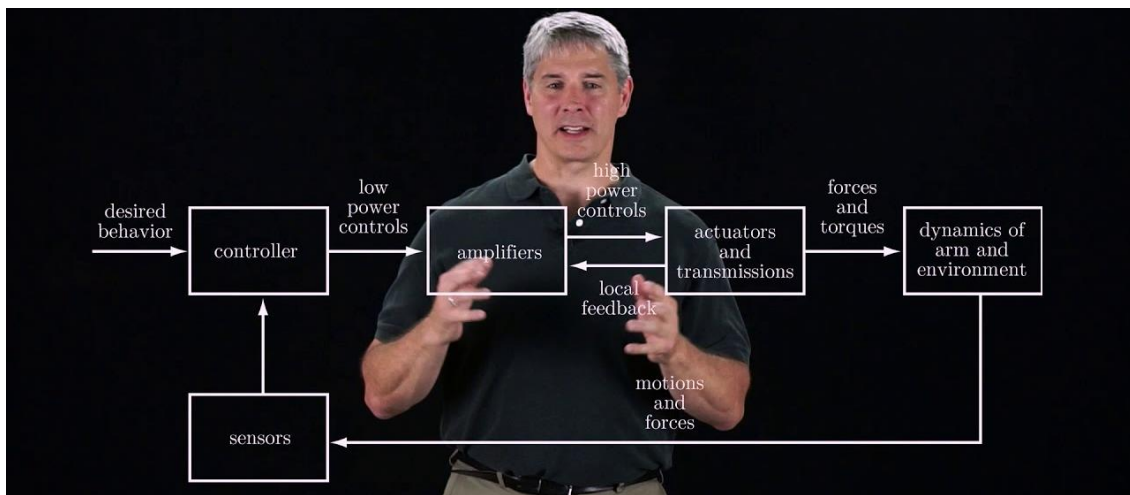 desired
behavior
controller
low
power
controls
amplifiers
high
power
controls
local
feedback
actuators
and
transmissions
forces
and
torques
dynamics of
arm and
environment
motions
and
forces
sensors